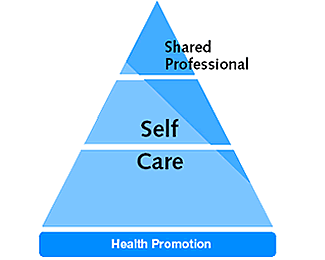 Shared
Professional
Self
Care
Health Promotion